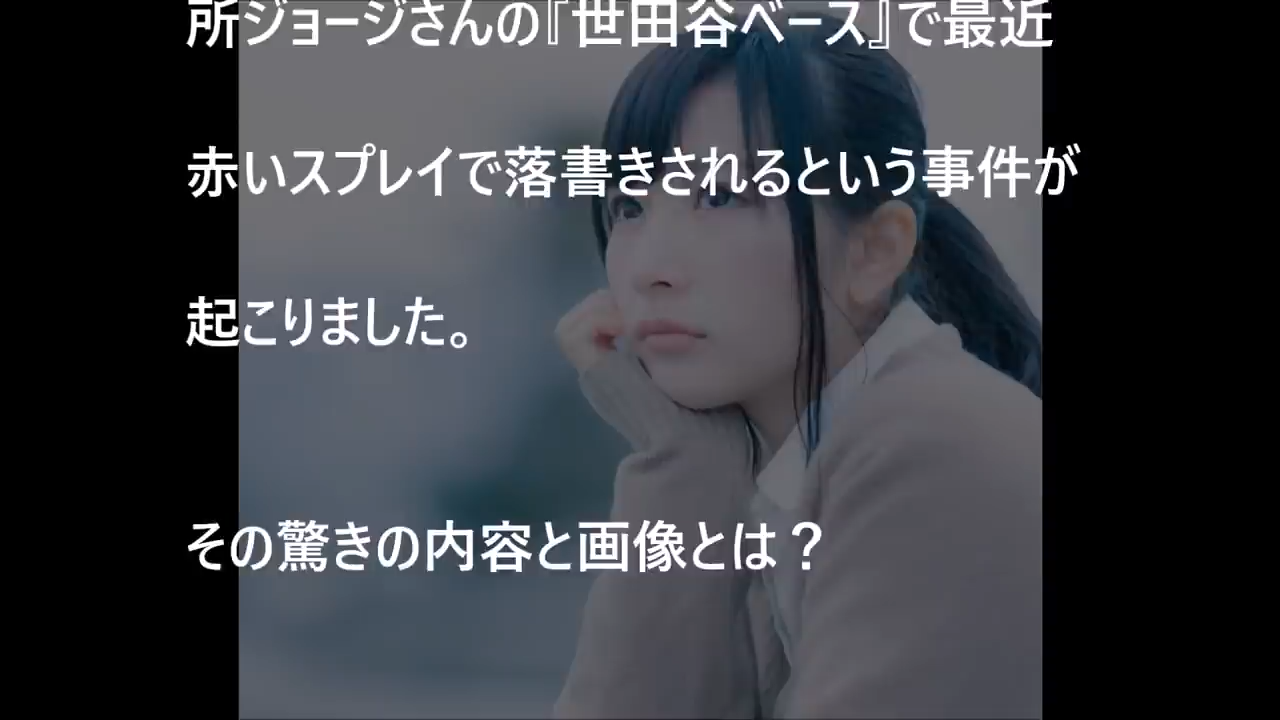 所ジョージさんの『世田谷ベース』で最近
赤いスプレイで落書きされるという事件が
起こりました。
その驚きの内容と画像とは？